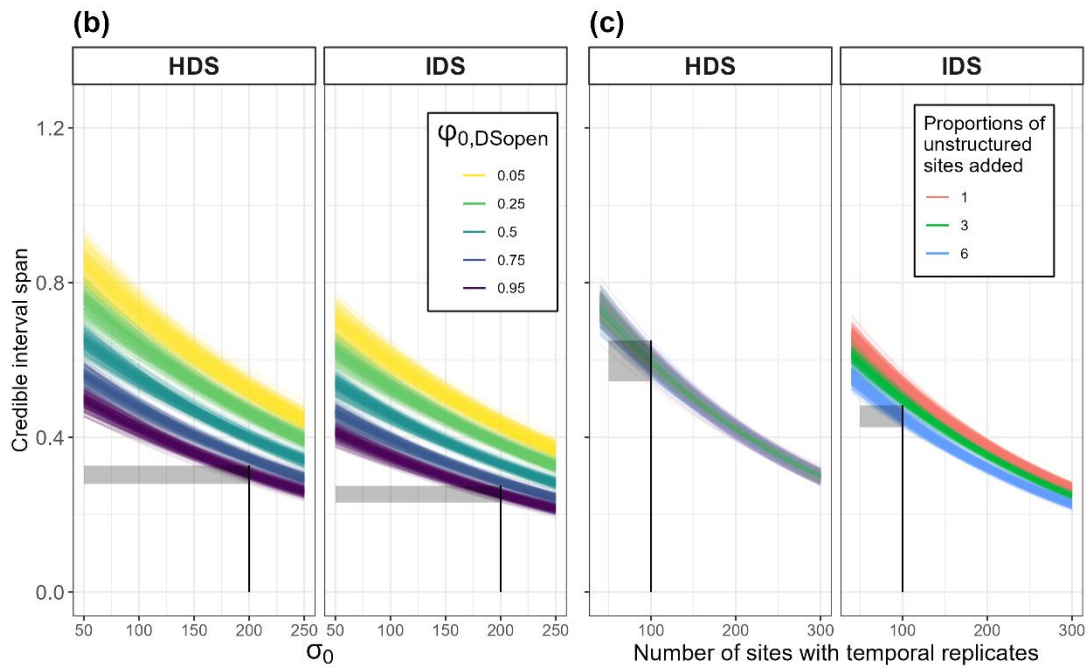 (b)
(c)
HDS
IDS
HDS
IDS
Credible interval span
1.2
0.8
0.4
0.0
φ0,DSopen
0.05
0.25
0.5
0.75
0.95
Proportions of
unstructured
sites added
1
3
6
50 100 150 200 250
50 100 150 200 250
100 200 300
100 200 300
σ0
Number of sites with temporal replicates